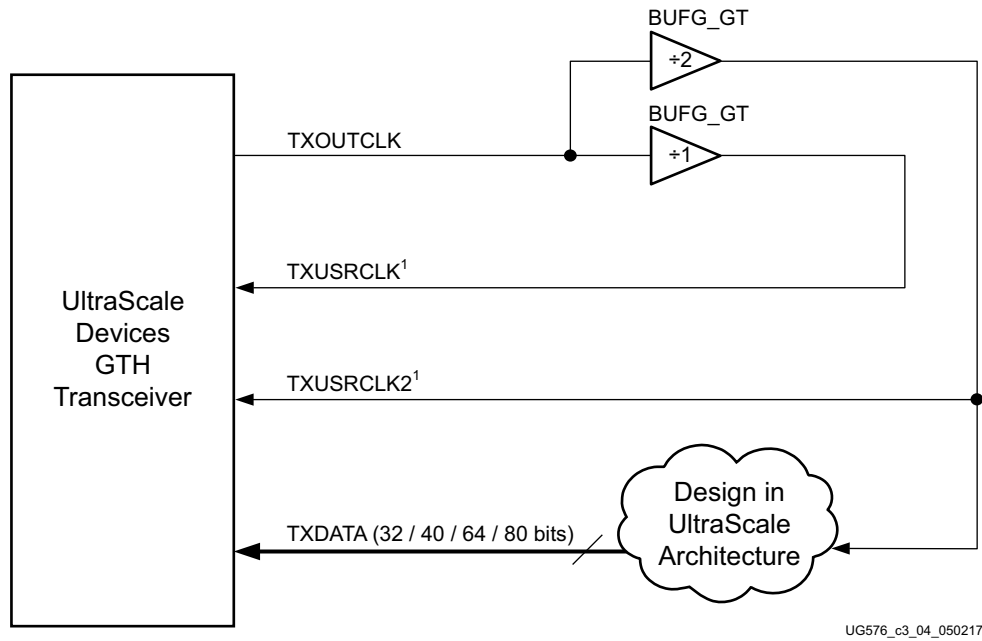 BUFG_GT
÷2
BUFG_GT
÷1
TXOUTCLK
TXUSRCLK¹
UltraScale
Devices
GTH
Transceiver
TXUSRCLK2¹
Design in
UltraScale
Architecture
TXDATA (32 / 40 / 64 / 80 bits)
UG576_c3_04_050217